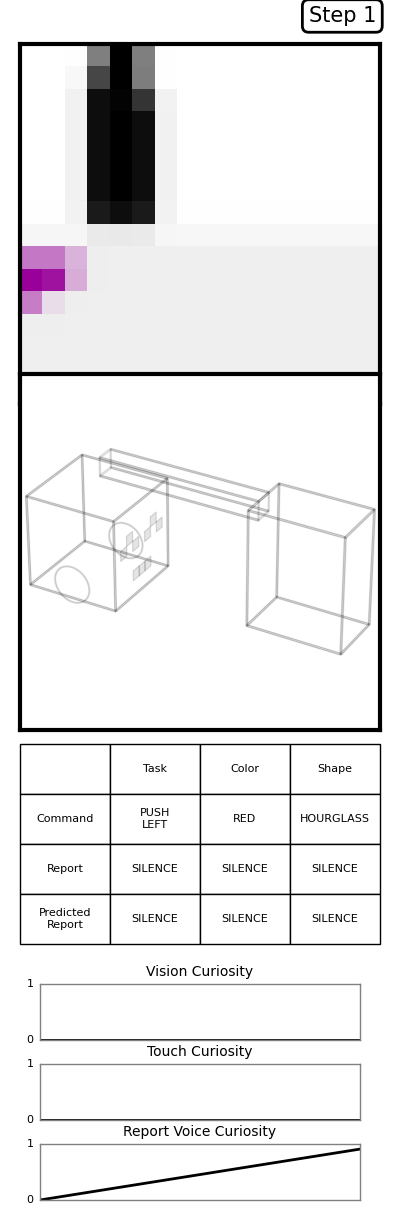 Step 1
Task Color Shape
Command PUSH LEFT RED HOURGLASS
Report SILENCE SILENCE SILENCE
Predicted Report SILENCE SILENCE SILENCE
Vision Curiosity
1
0
Touch Curiosity
1
0
Report Voice Curiosity
1
0